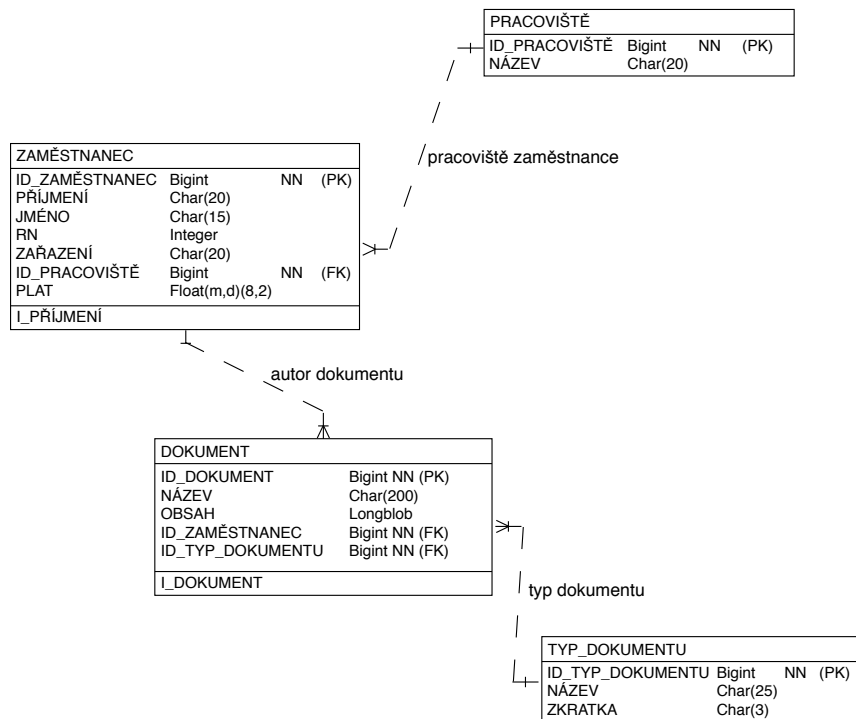 PRACOVIŠTĚ
ID_PRACOVIŠTĚ Bigint NN (PK)
NÁZEV Char(20)
pracoviště zaměstnance
ZAMĚSTNANEC
ID_ZAMĚSTNANEC Bigint NN (PK)
PŘÍJMENÍ Char(20)
JMÉNO Char(15)
RN Integer
ZAŘAZENÍ Char(20)
ID_PRACOVIŠTĚ Bigint NN (FK)
PLAT Float(m,d)(8,2)
I_PŘÍJMENÍ
autor dokumentu
DOKUMENT
ID_DOKUMENT Bigint NN (PK)
NÁZEV Char(200)
OBSAH Longblob
ID_ZAMĚSTNANEC Bigint NN (FK)
ID_TYP_DOKUMENTU Bigint NN (FK)
I_DOKUMENT
typ dokumentu
TYP_DOKUMENTU
ID_TYP_DOKUMENTU Bigint NN (PK)
NÁZEV Char(25)
ZKRATKA Char(3)